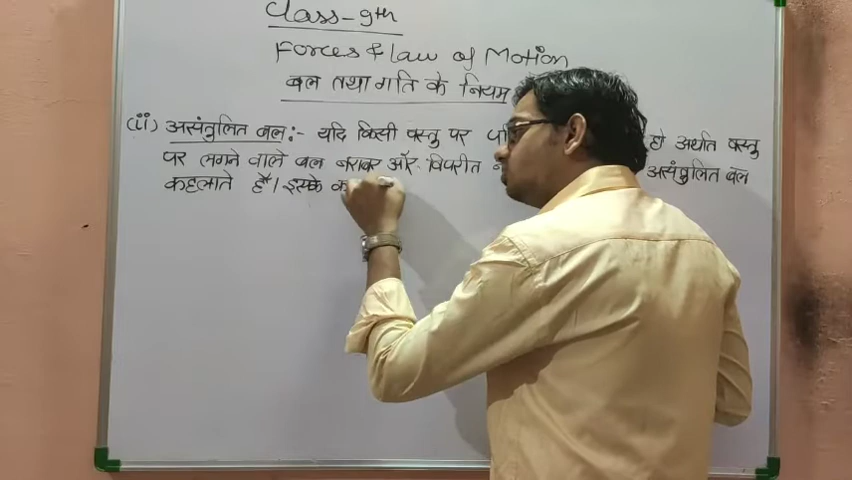 Class-9th
Forces & law of Motion
बल तथा गति के नियम
(ii) असंतुलित बल:- यदि किसी वस्तु पर हो अर्थात वस्तु
पर लगने वाले बल बराबर और विपरीत असंतुलित बल
कहलाते हैं। इसके